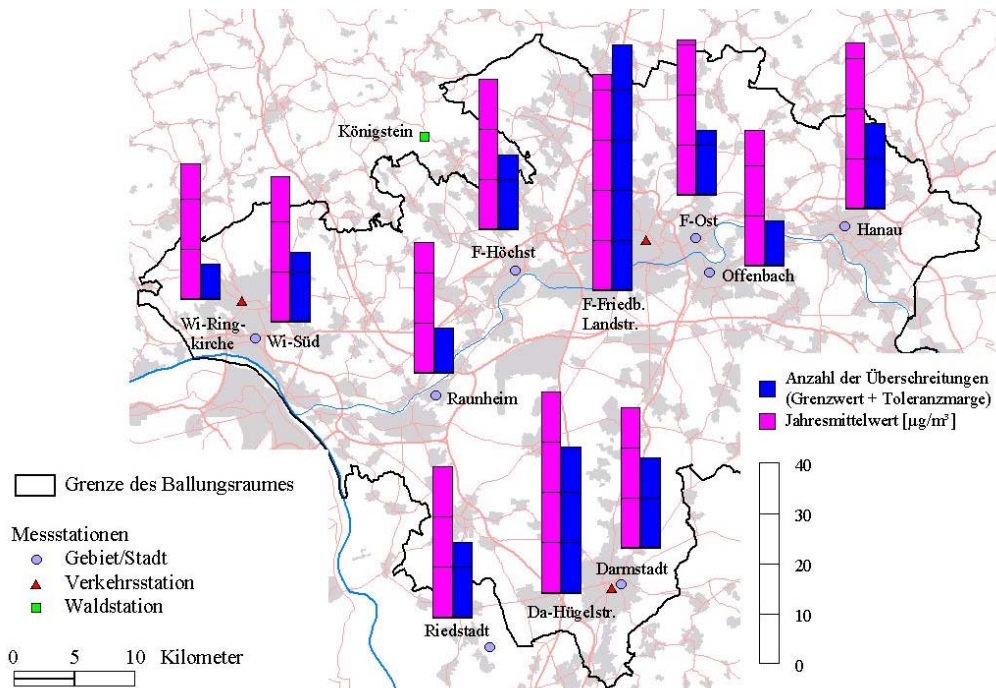 Königstein
F-Höchst
F-Ost
Hanau
Offenbach
F-Friedb.
Landstr.
Wi-Ring-
kirche
Wi-Süd
Raunheim
Anzahl der Überschreitungen
(Grenzwert + Toleranzmarge)
Jahresmittelwert [µg/m³]
Grenze des Ballungsraumes
Messstationen
Gebiet/Stadt
Verkehrsstation
Waldstation
0 5 10 Kilometer
Riedstadt
Da-Hügelstr.
Darmstadt
40
30
20
10
0